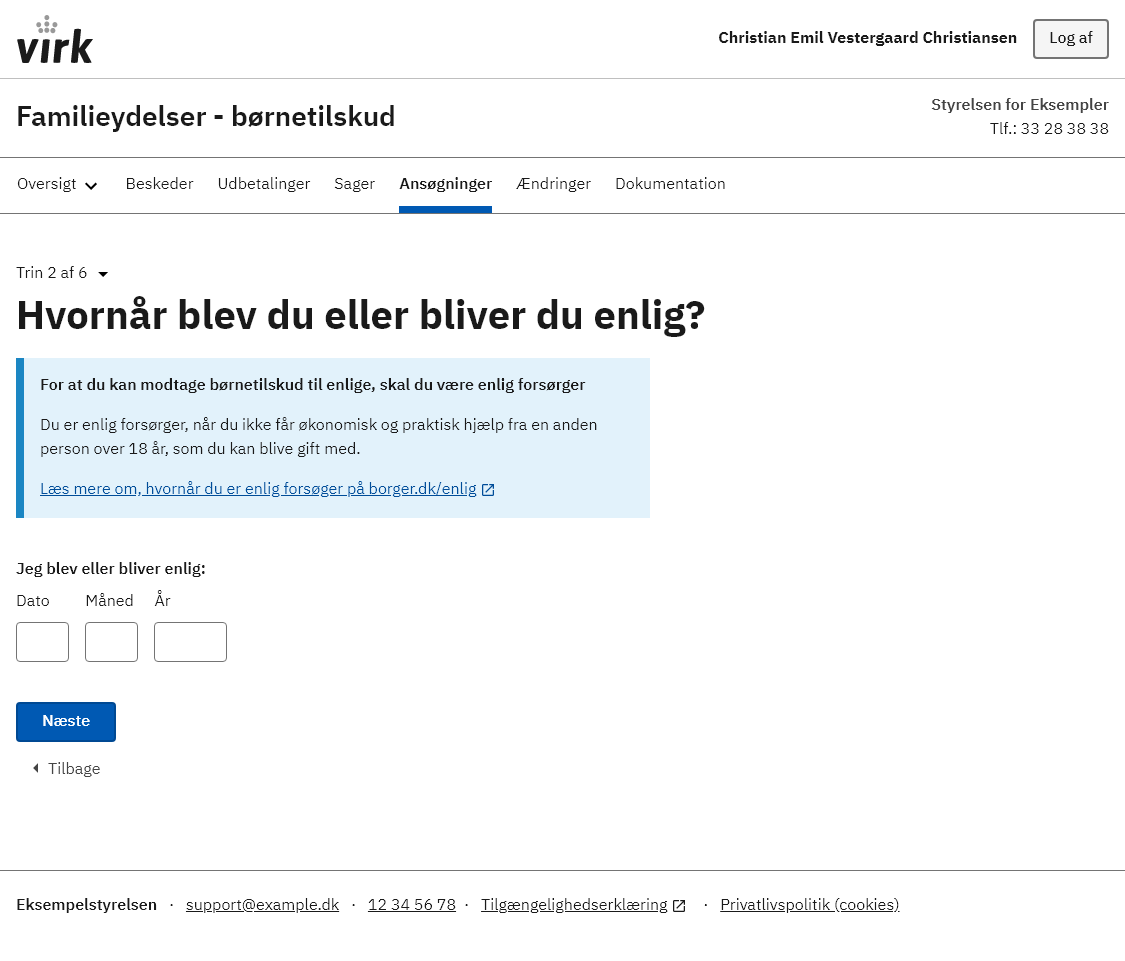 virk
Christian Emil Vestergaard Christiansen
Log af
Familieydelser - børnetilskud
Styrelsen for Eksempler
Tlf.: 33 28 38 38
Oversigt Beskeder Udbetalinger Sager Ansøgninger Ændringer Dokumentation
Trin 2 af 6
Hvornår blev du eller bliver du enlig?
For at du kan modtage børnetilskud til enlige, skal du være enlig forsørger
Du er enlig forsørger, når du ikke får økonomisk og praktisk hjælp fra en anden
person over 18 år, som du kan blive gift med.
Læs mere om, hvornår du er enlig forsøger på borger.dk/enlig
Jeg blev eller bliver enlig:
Dato Måned År
Næste
Tilbage
Eksempelstyrelsen · support@example.dk · 12 34 56 78 · Tilgængelighedserklæring · Privatlivspolitik (cookies)